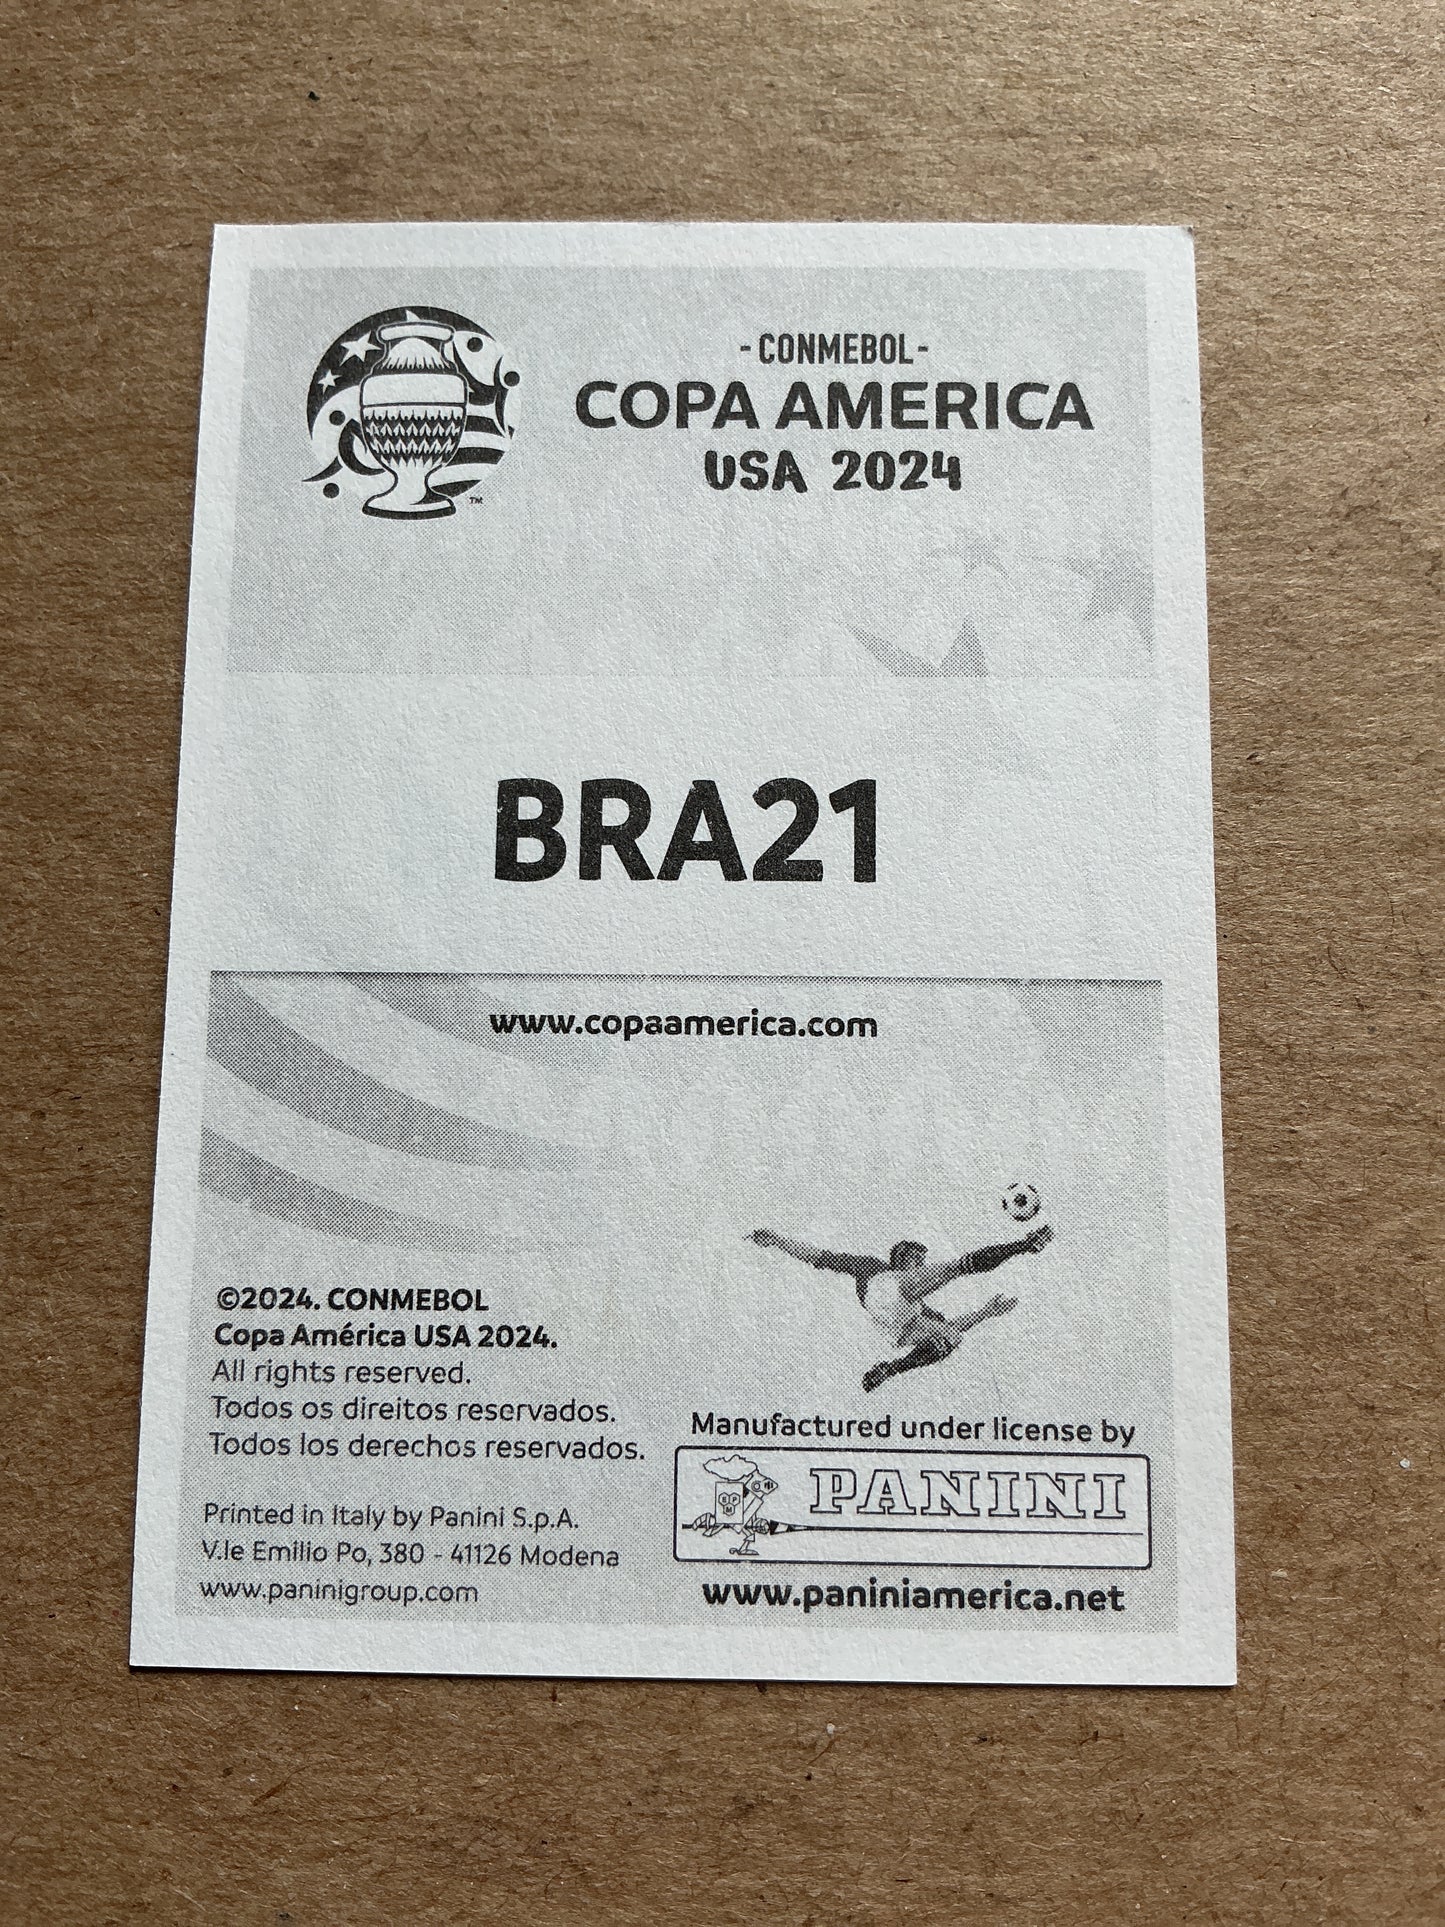 - CONMEBOL -
COPA AMERICA
USA 2024
TM
BRA21
www.copaamerica.com
©2024. CONMEBOL
Copa América USA 2024.
All rights reserved.
Todos os direitos reservados.
Todos los derechos reservados.
Printed in Italy by Panini S.p.A.
V.le Emilio Po, 380 - 41126 Modena
www.paninigroup.com
Manufactured under license by
PANINI
www.paniniamerica.net